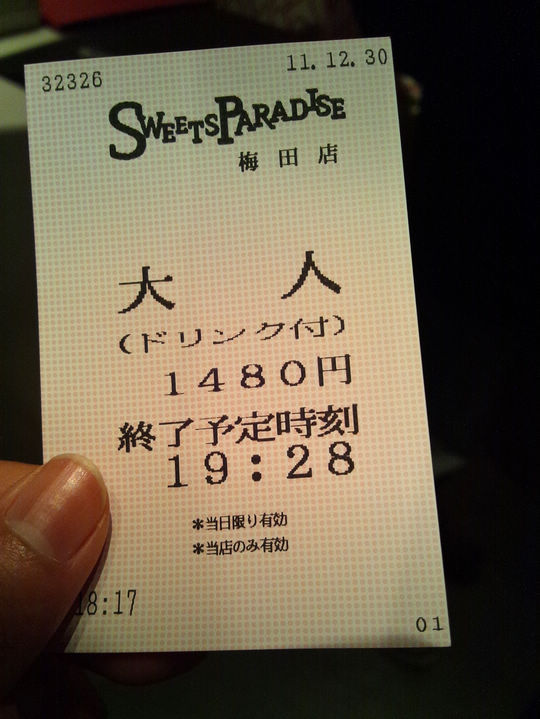 32326
11.12.30
SWEETSPARADISE
梅田店
大人
(ドリンク付)
1480円
終了予定時刻
19:28
*当日限り有効
*当店のみ有効
18:17
01